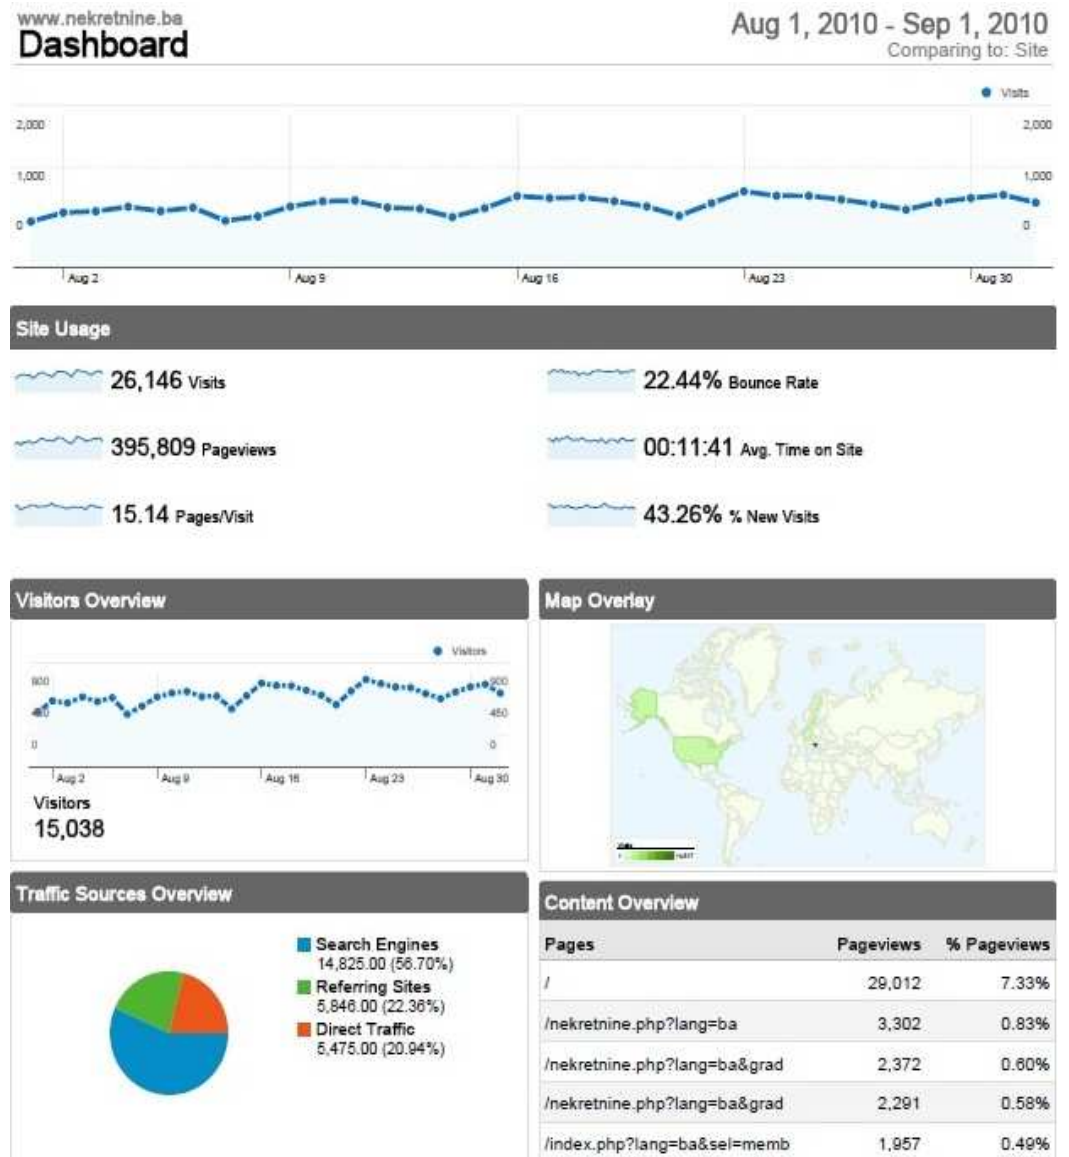 www.nekretnine.ba
Dashboard
Aug 1, 2010 - Sep 1, 2010
Comparing to: Site
Visits
2,000 2,000
1,000 1,000
0 0
Aug 2 Aug 9 Aug 16 Aug 23 Aug 30
Site Usage
26,146 Visits
22.44% Bounce Rate
395,809 Pageviews
00:11:41 Avg. Time on Site
15.14 Pages/Visit
43.26% % New Visits
Visitors Overview
Visitors
450
0 0
Aug 2 Aug 9 Aug 16 Aug 23 Aug 30
Visitors
15,038
Map Overlay
Traffic Sources Overview
Search Engines
14,825.00 (56.70%)
Referring Sites
5,846.00 (22.36%)
Direct Traffic
5,475.00 (20.94%)
Content Overview
Pages Pageviews % Pageviews
/ 29,012 7.33%
/nekretnine.php?lang=ba 3,302 0.83%
/nekretnine.php?lang=ba&grad 2,372 0.60%
/nekretnine.php?lang=ba&grad 2,291 0.58%
/index.php?lang=ba&sel=memb 1,957 0.49%